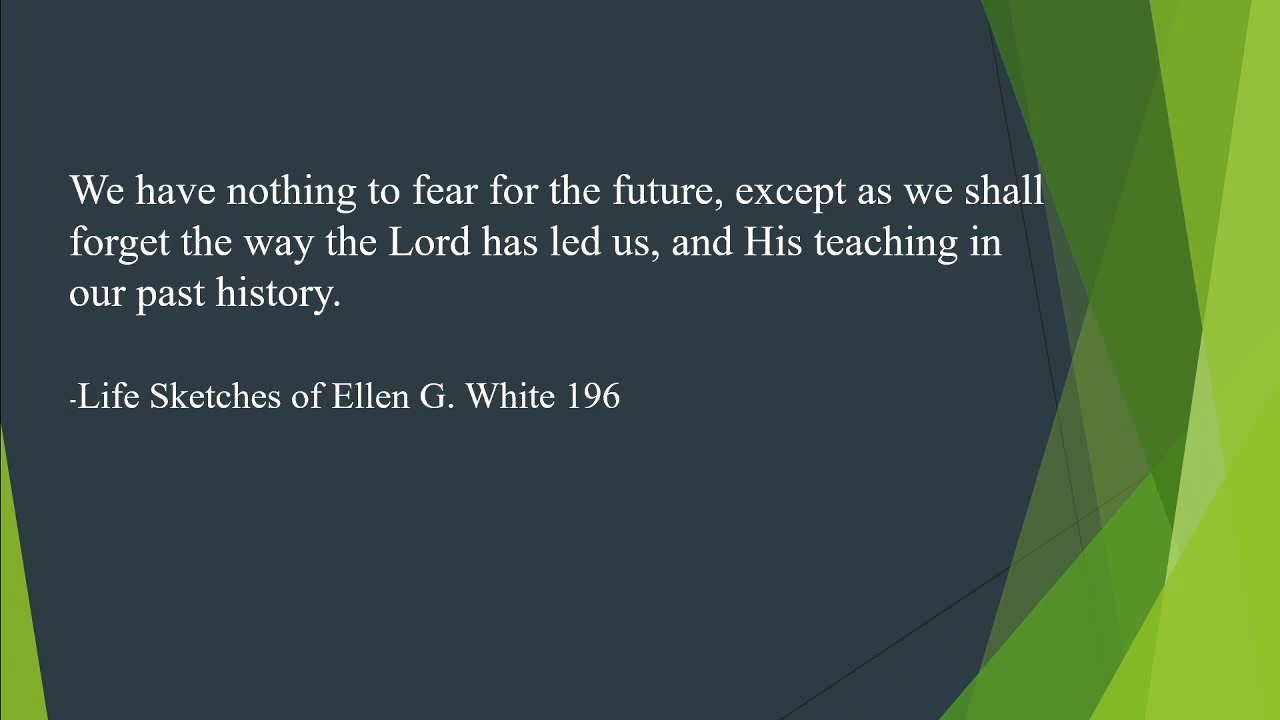 We have nothing to fear for the future, except as we shall
forget the way the Lord has led us, and His teaching in
our past history.
-Life Sketches of Ellen G. White 196